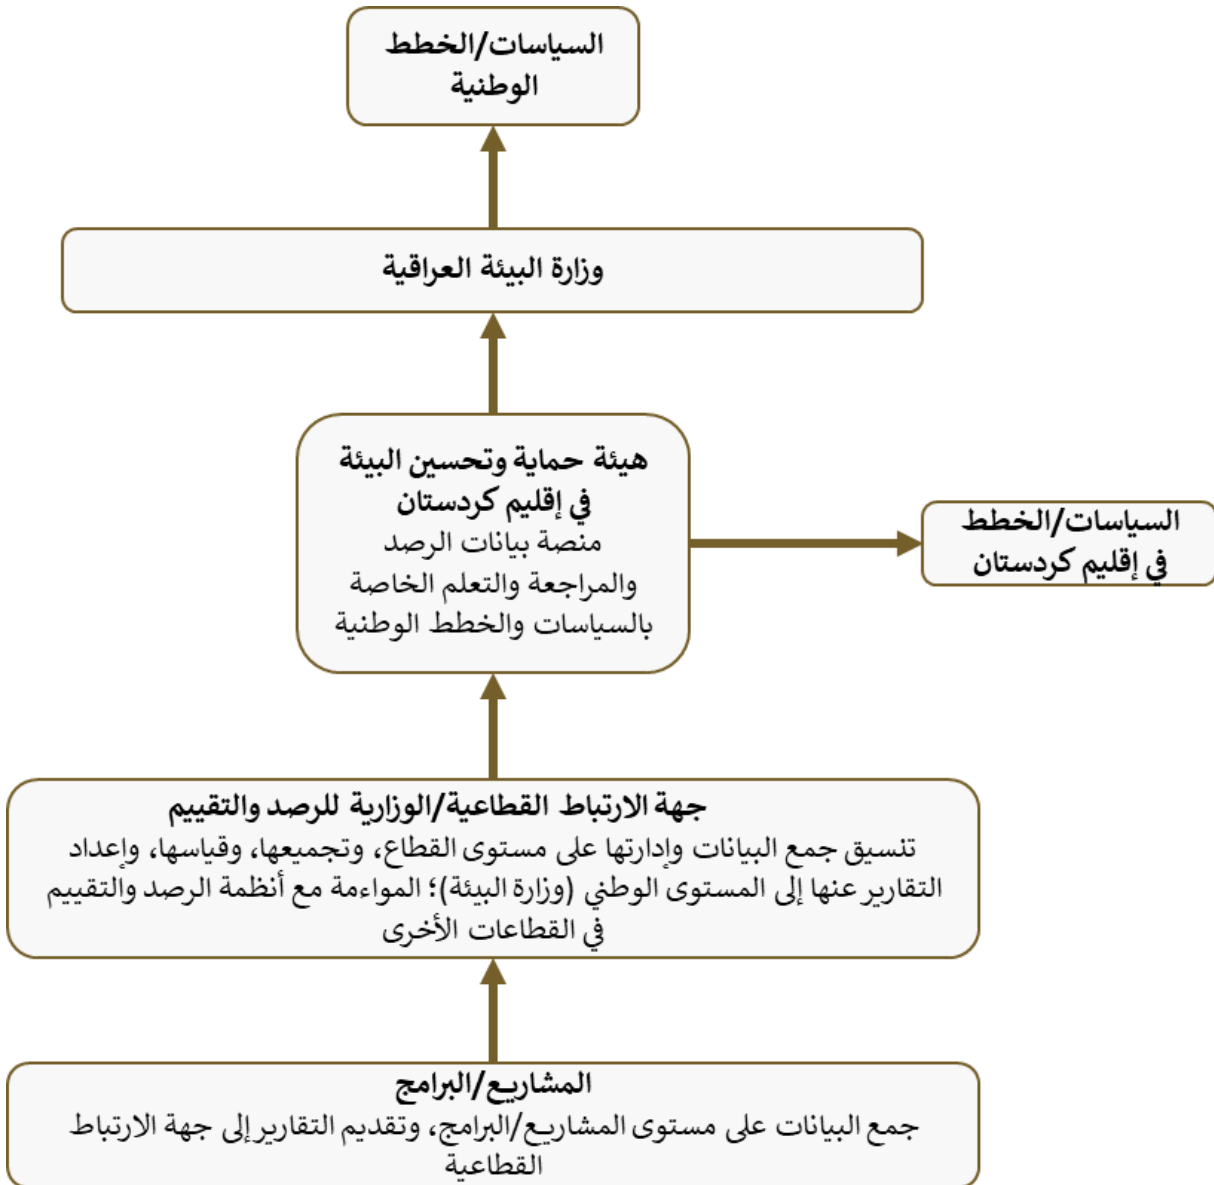 السياسات/الخطط
الوطنية
وزارة البيئة العراقية
هيئة حماية وتحسين البيئة
في إقليم كردستان
منصة بيانات الرصد
والمراجعة والتعلم الخاصة
بالسياسات والخطط الوطنية
السياسات/الخطط
في إقليم كردستان
جهة الارتباط القطاعية/الوزارية للرصد والتقييم
تنسيق جمع البيانات وإدارتها على مستوى القطاع، وتجميعها، وقياسها، وإعداد
التقارير عنها إلى المستوى الوطني (وزارة البيئة)؛ المواءمة مع أنظمة الرصد والتقييم
في القطاعات الأخرى
المشاريع/البرامج
جمع البيانات على مستوى المشاريع/البرامج، وتقديم التقارير إلى جهة الارتباط
القطاعية